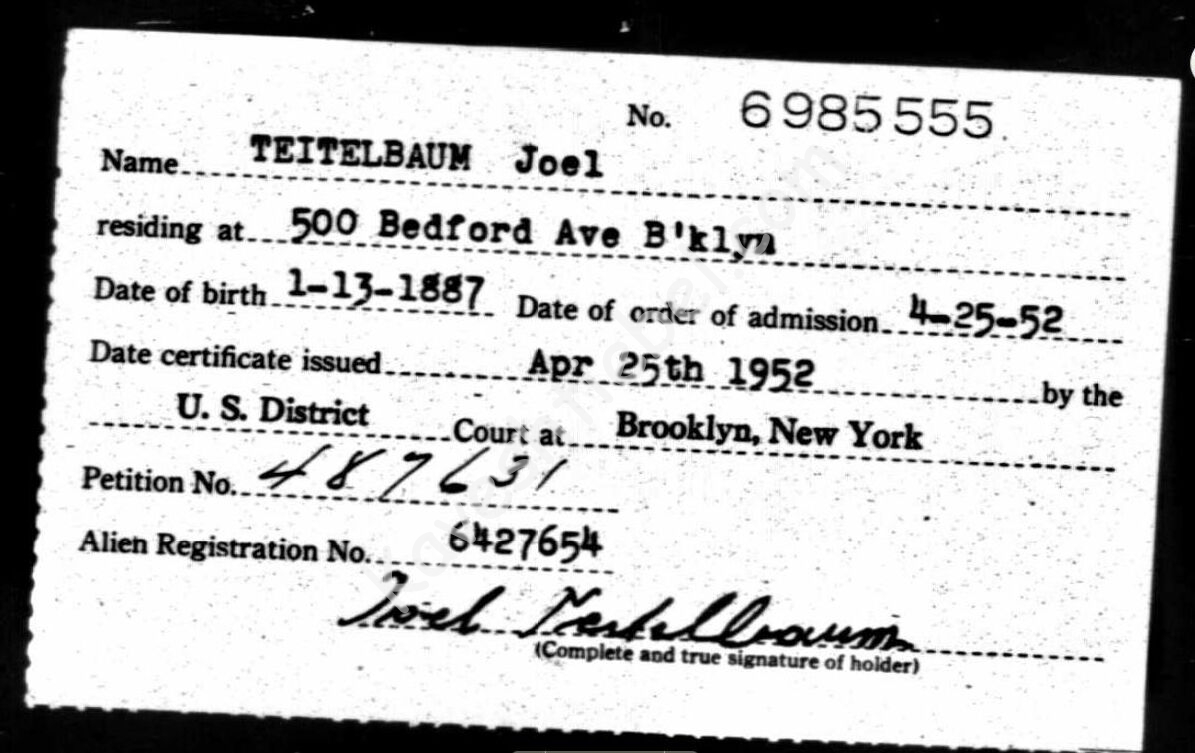 No. 6985555
Name TEITELBAUM Joel
residing at 500 Bedford Ave B'klyn
Date of birth 1-13-1887 Date of order of admission 4-25-52
Date certificate issued Apr 25th 1952 by the
U. S. District Court at Brooklyn, New York
Petition No. 487631
Alien Registration No. 6427654
Joel Teitelbaum
(Complete and true signature of holder)